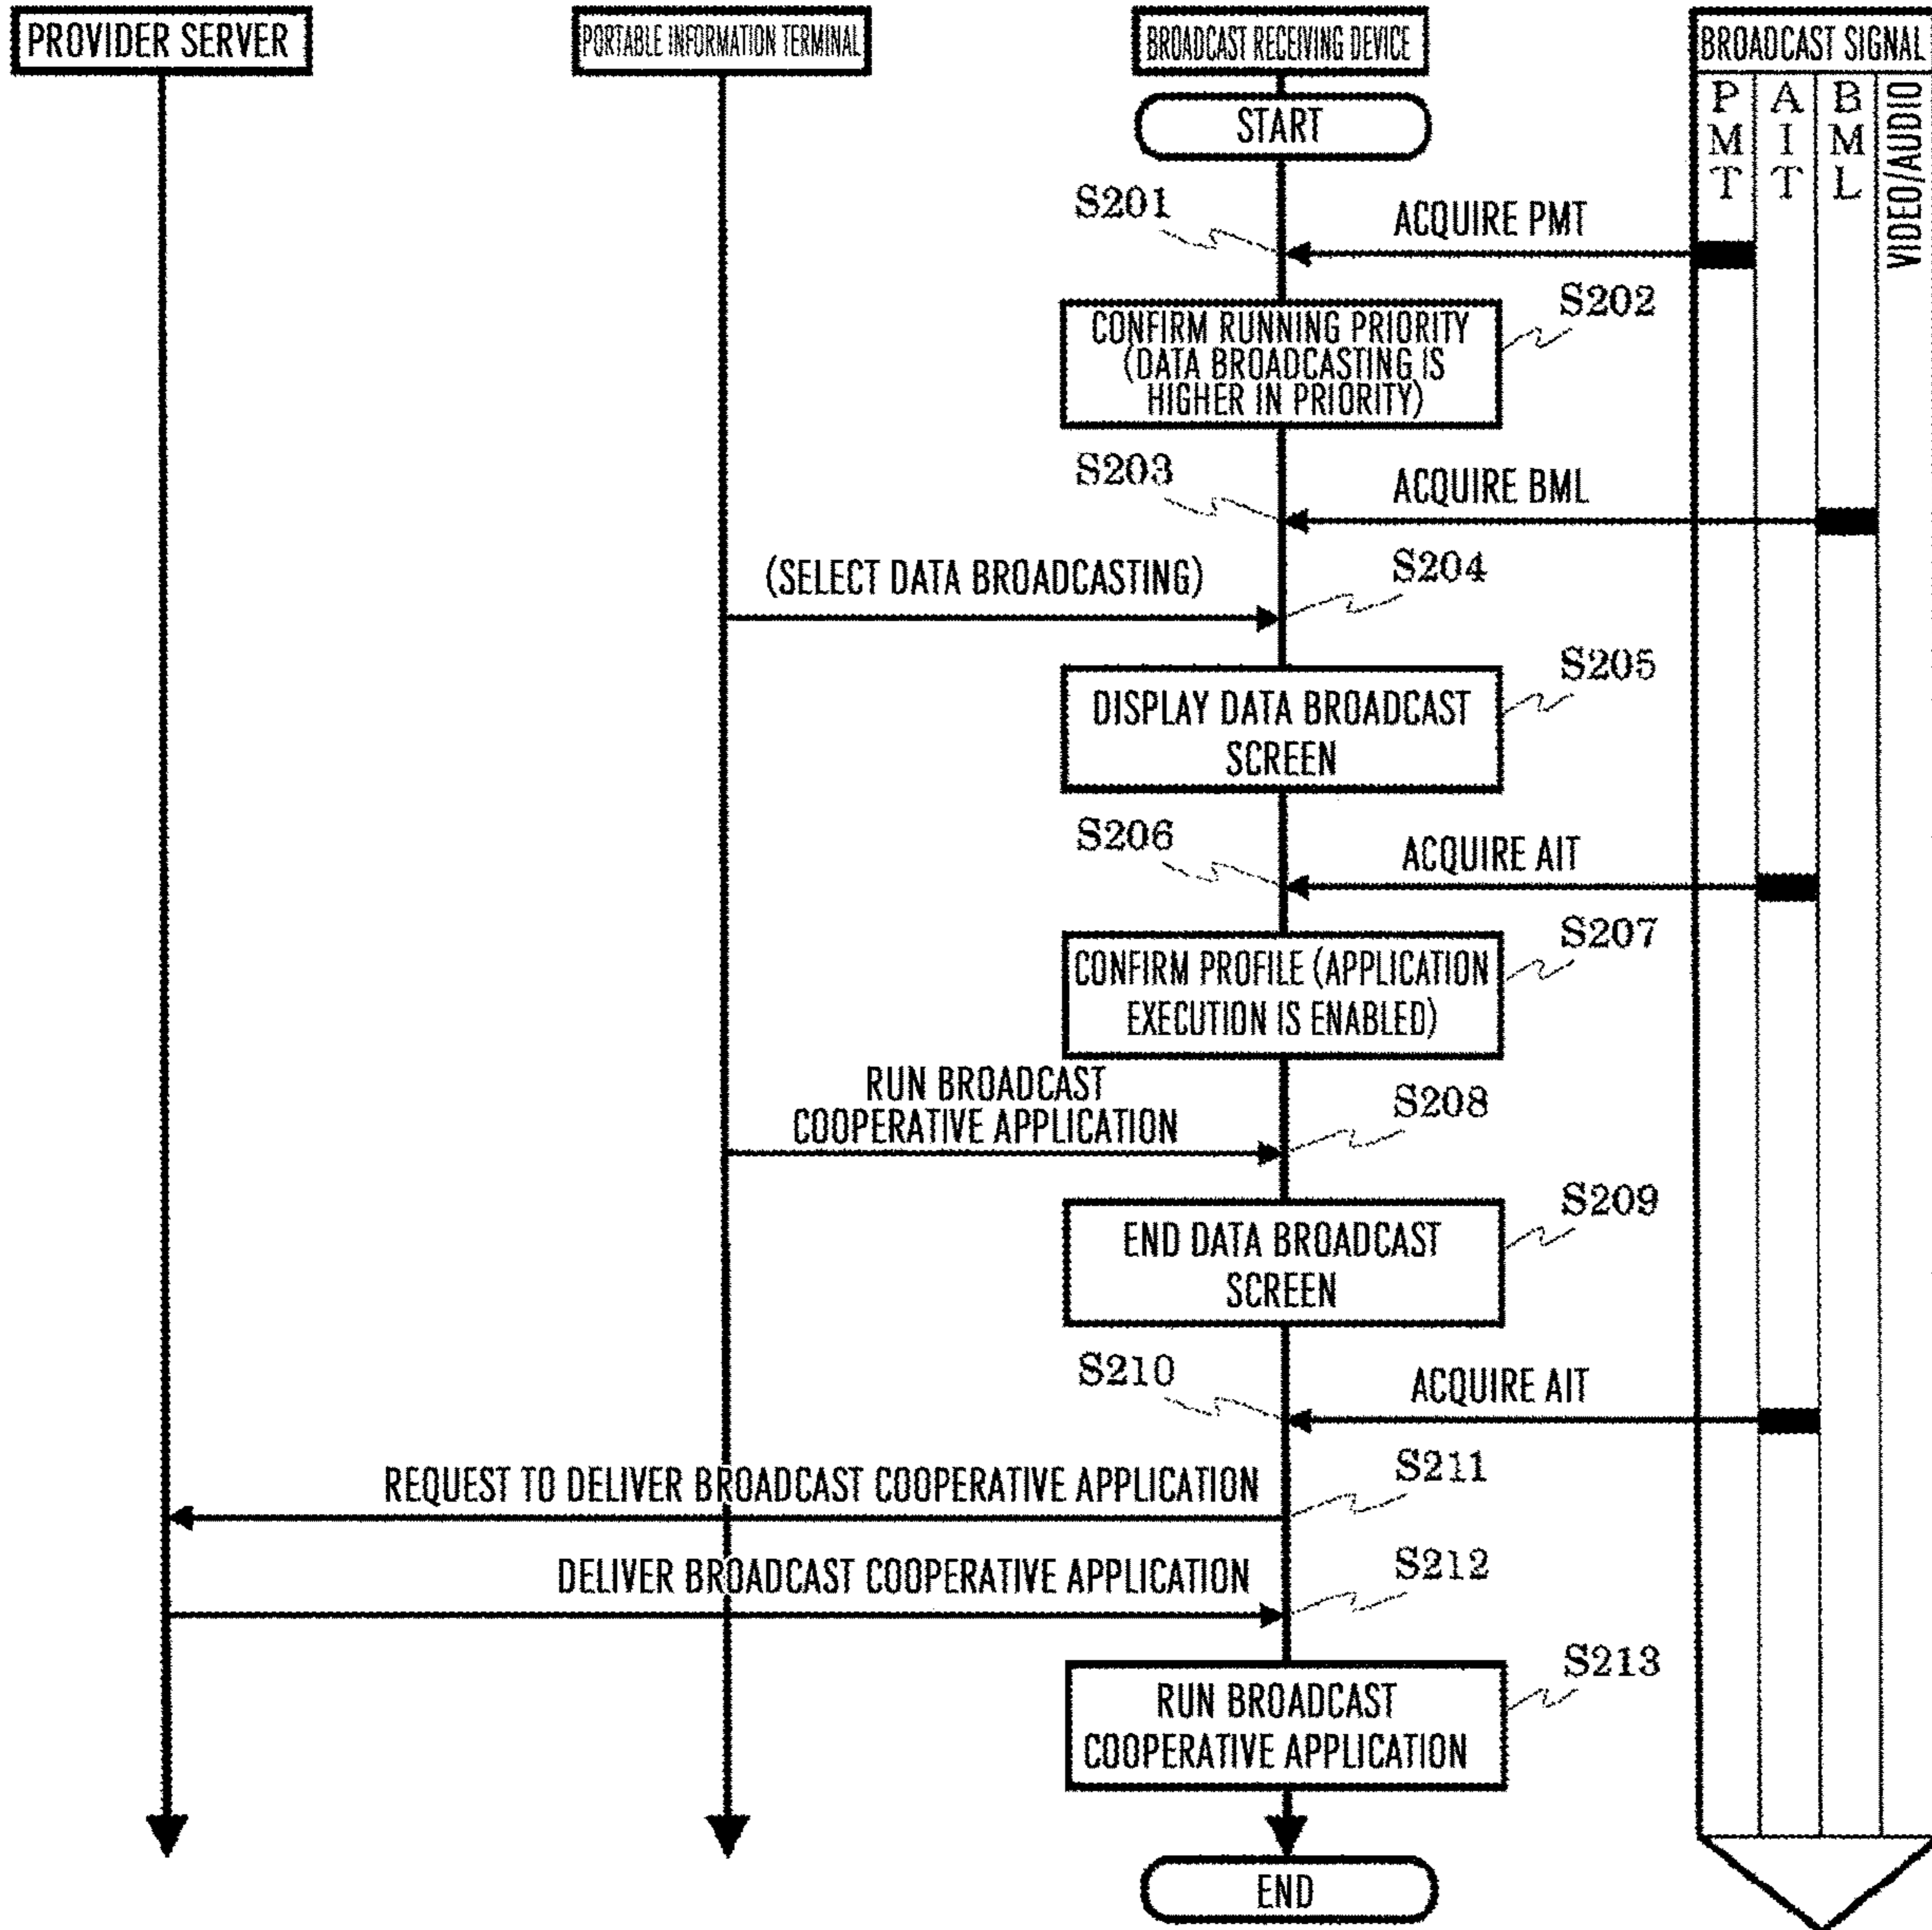 PROVIDER SERVER
PORTABLE INFORMATION TERMINAL
BROADCAST RECEIVING DEVICE
BROADCAST SIGNAL
PMT
AIT
BML
VIDEO/AUDIO
START
S201
ACQUIRE PMT
S202
CONFIRM RUNNING PRIORITY
(DATA BROADCASTING IS
HIGHER IN PRIORITY)
S203
ACQUIRE BML
(SELECT DATA BROADCASTING)
S204
S205
DISPLAY DATA BROADCAST
SCREEN
S206
ACQUIRE AIT
S207
CONFIRM PROFILE (APPLICATION
EXECUTION IS ENABLED)
RUN BROADCAST
COOPERATIVE APPLICATION
S208
S209
END DATA BROADCAST
SCREEN
S210
ACQUIRE AIT
REQUEST TO DELIVER BROADCAST COOPERATIVE APPLICATION
S211
DELIVER BROADCAST COOPERATIVE APPLICATION
S212
S213
RUN BROADCAST
COOPERATIVE APPLICATION
END